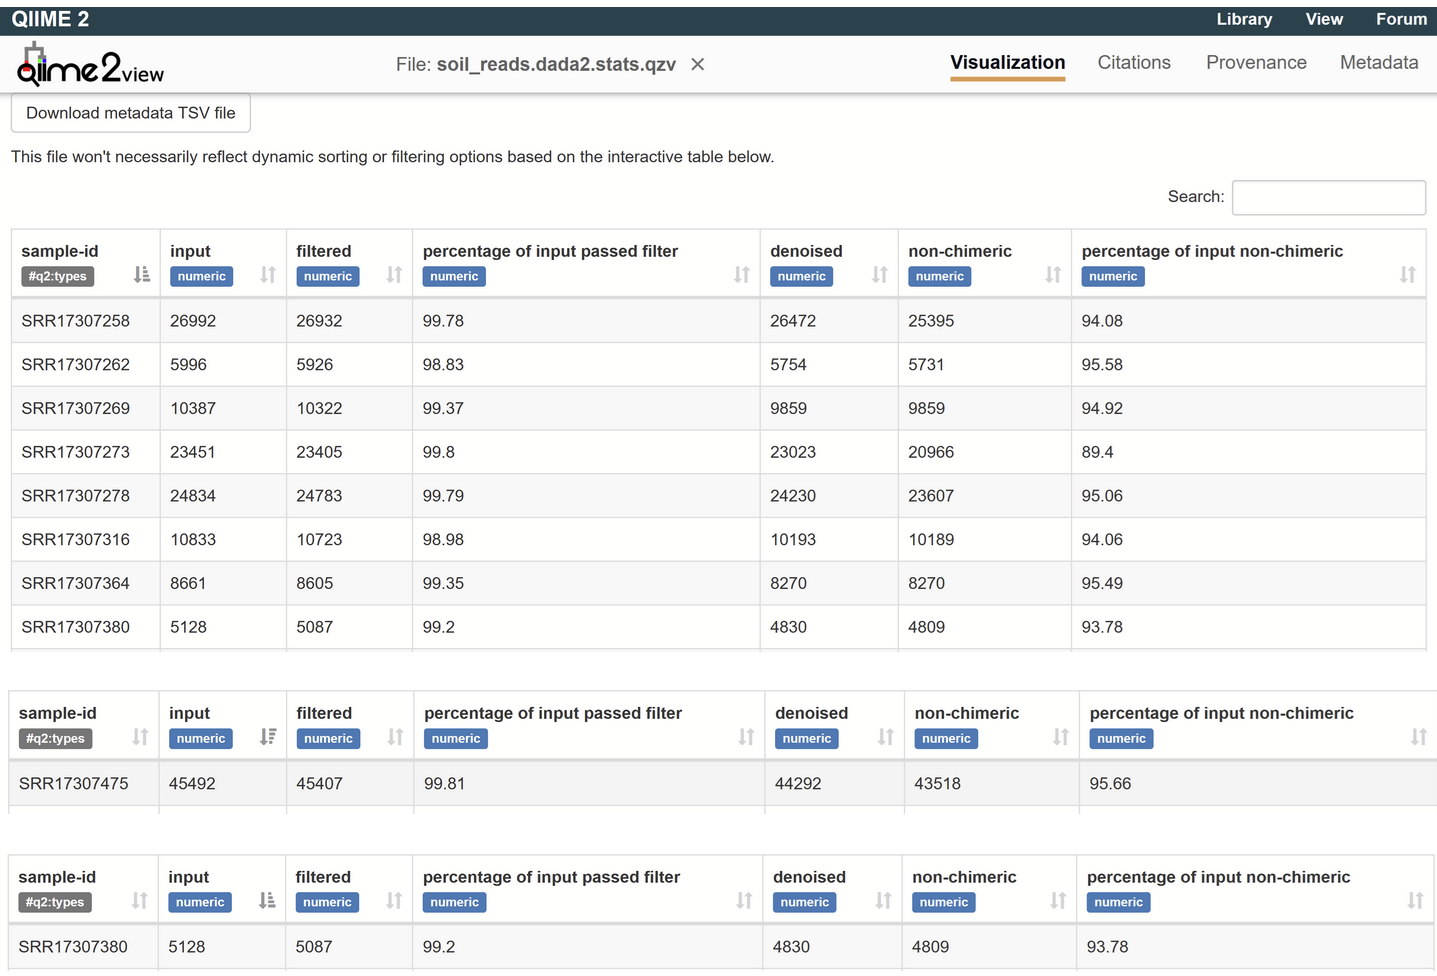 QIIME 2 Library View Forum
qiime2view File: soil_reads.dada2.stats.qzv × Visualization Citations Provenance Metadata
Download metadata TSV file
This file won't necessarily reflect dynamic sorting or filtering options based on the interactive table below.
Search:
sample-id input filtered percentage of input passed filter denoised non-chimeric percentage of input non-chimeric
#q2:types numeric numeric numeric numeric numeric numeric
SRR17307258 26992 26932 99.78 26472 25395 94.08
SRR17307262 5996 5926 98.83 5754 5731 95.58
SRR17307269 10387 10322 99.37 9859 9859 94.92
SRR17307273 23451 23405 99.8 23023 20966 89.4
SRR17307278 24834 24783 99.79 24230 23607 95.06
SRR17307316 10833 10723 98.98 10193 10189 94.06
SRR17307364 8661 8605 99.35 8270 8270 95.49
SRR17307380 5128 5087 99.2 4830 4809 93.78
sample-id input filtered percentage of input passed filter denoised non-chimeric percentage of input non-chimeric
#q2:types numeric numeric numeric numeric numeric numeric
SRR17307475 45492 45407 99.81 44292 43518 95.66
sample-id input filtered percentage of input passed filter denoised non-chimeric percentage of input non-chimeric
#q2:types numeric numeric numeric numeric numeric numeric
SRR17307380 5128 5087 99.2 4830 4809 93.78